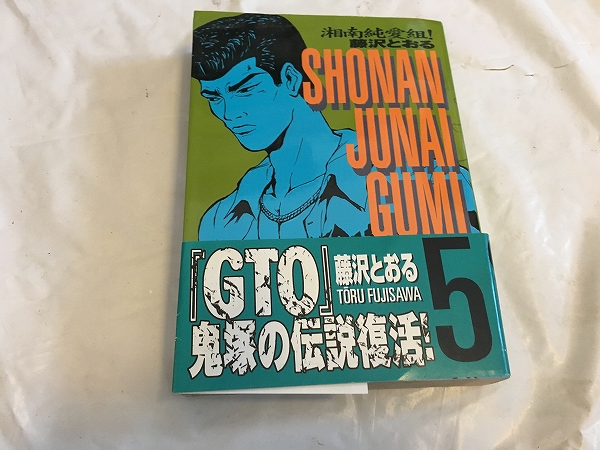 湘南純愛組!
藤沢とおる
SHONAN
JUNAI
GUMI
『GTO』
藤沢とおる
TŌRU FUJISAWA
5
鬼塚の伝説復活!